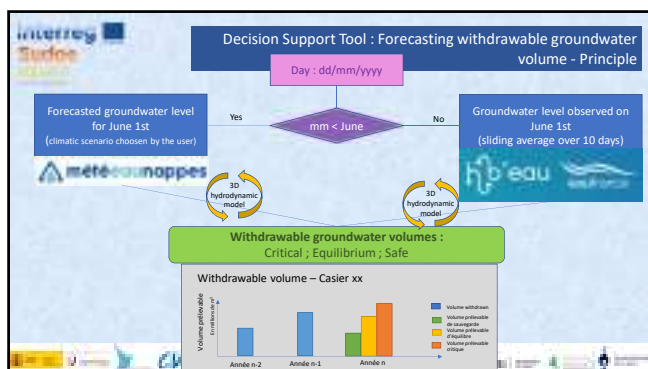 interreg
Sudoe
Decision Support Tool : Forecasting withdrawable groundwater
volume - Principle
Day : dd/mm/yyyy
Forecasted groundwater level
for June 1st
(climatic scenario choosen by the user)
Yes
mm < June
No
Groundwater level observed on
June 1st
(sliding average over 10 days)
météeaunappes
3D
hydrodynamic
model
3D
hydrodynamic
model
Withdrawable groundwater volumes :
Critical ; Equilibrium ; Safe
Withdrawable volume – Casier xx
Volume prélevable
En millions de m³
Volume withdrawn
Volume prélevable
de sauvegarde
Volume prélevable
d'équilibre
Volume prélevable
critique
Année n-2
Année n-1
Année n